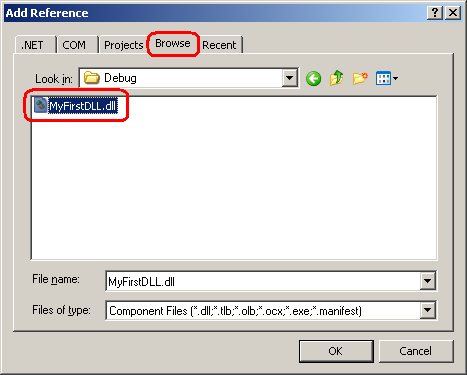 Add Reference
.NET COM Projects Browse Recent
Look in: Debug
MyFirstDLL.dll
File name: MyFirstDLL.dll
Files of type: Component Files (*.dll;*.tlb;*.olb;*.ocx;*.exe;*.manifest)
OK Cancel